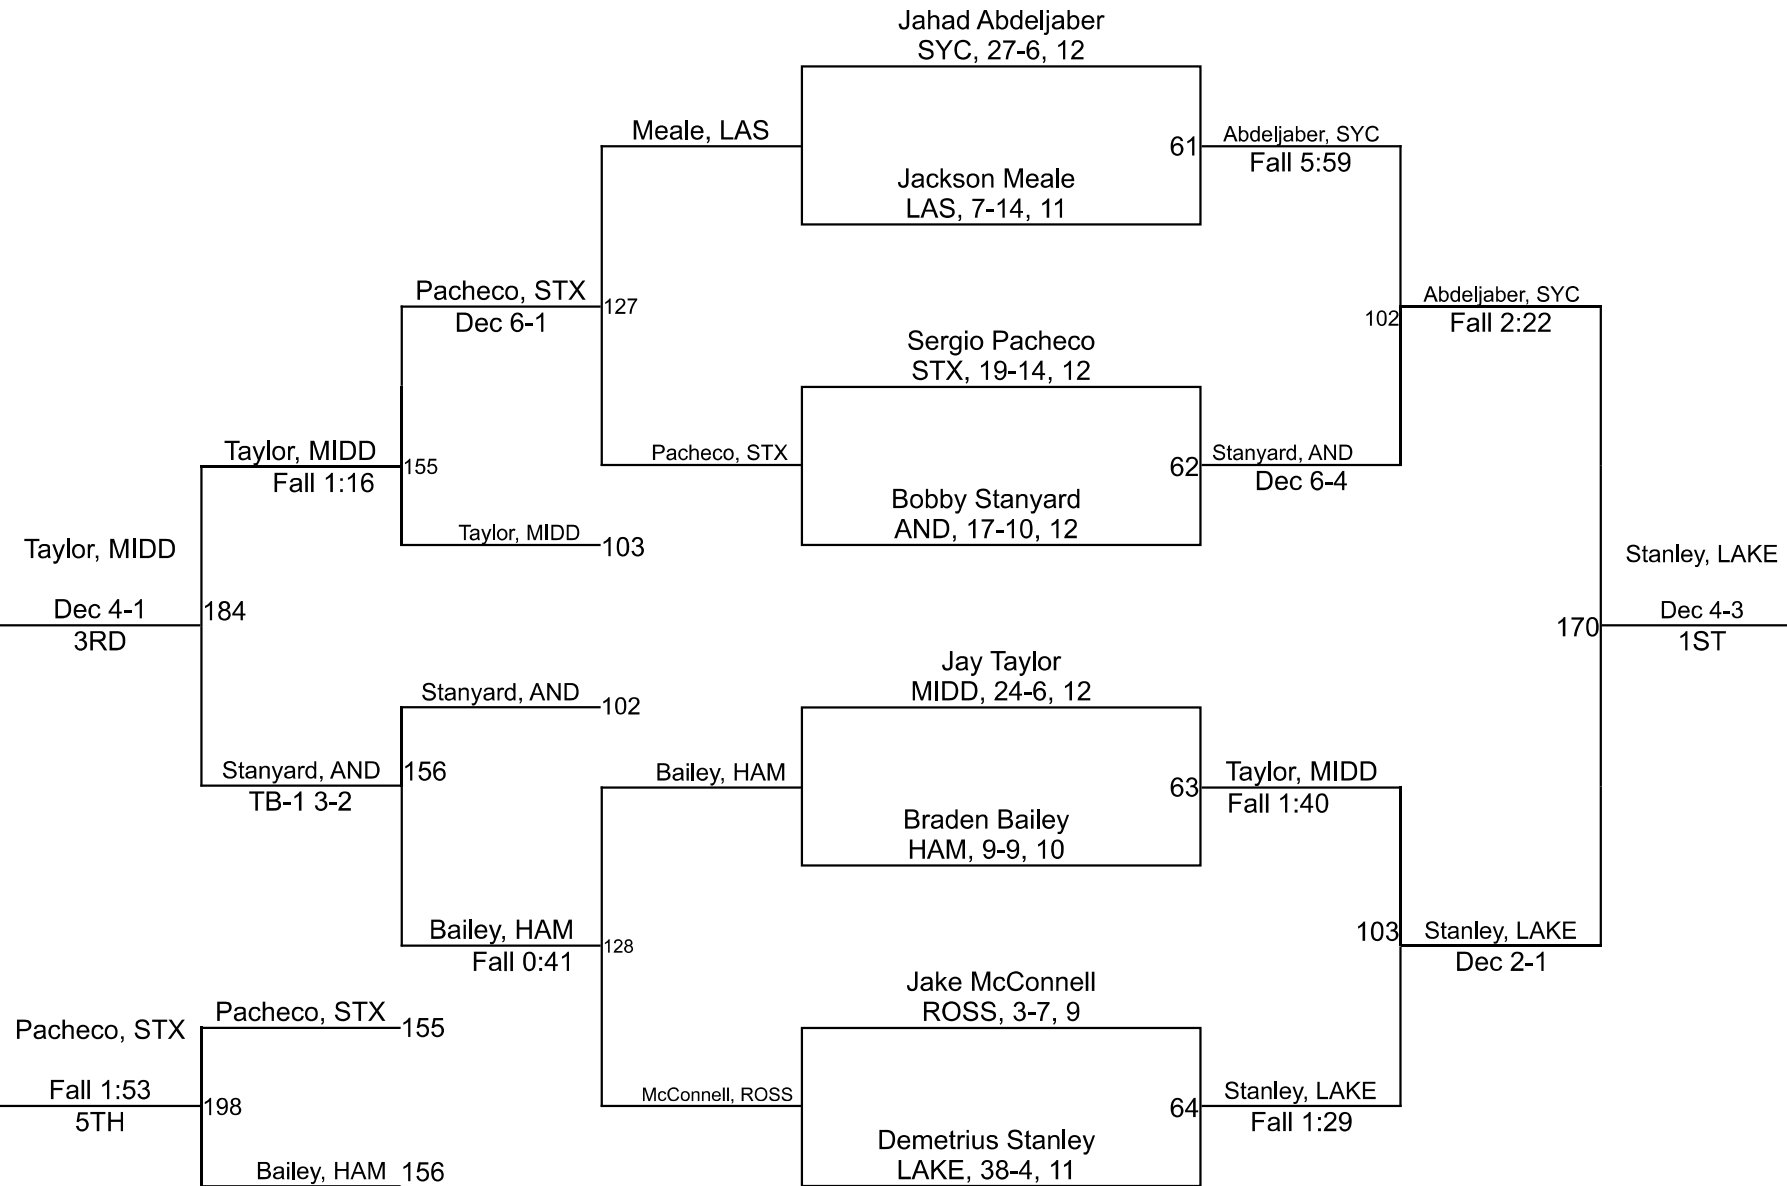 Jahad Abdeljaber
SYC, 27-6, 12
Meale, LAS
61
Abdeljaber, SYC
Fall 5:59
Jackson Meale
LAS, 7-14, 11
Pacheco, STX
Dec 6-1
127
102
Abdeljaber, SYC
Fall 2:22
Sergio Pacheco
STX, 19-14, 12
Taylor, MIDD
Fall 1:16
155
Pacheco, STX
62
Stanyard, AND
Dec 6-4
Bobby Stanyard
AND, 17-10, 12
Taylor, MIDD
103
Taylor, MIDD
Dec 4-1
3RD
184
Stanley, LAKE
170
Dec 4-3
1ST
Jay Taylor
MIDD, 24-6, 12
Stanyard, AND
102
Stanyard, AND
TB-1 3-2
156
Bailey, HAM
63
Taylor, MIDD
Fall 1:40
Braden Bailey
HAM, 9-9, 10
Bailey, HAM
Fall 0:41
128
103
Stanley, LAKE
Dec 2-1
Jake McConnell
ROSS, 3-7, 9
Pacheco, STX
155
Pacheco, STX
Fall 1:53
5TH
198
McConnell, ROSS
64
Stanley, LAKE
Fall 1:29
Demetrius Stanley
LAKE, 38-4, 11
Bailey, HAM
156